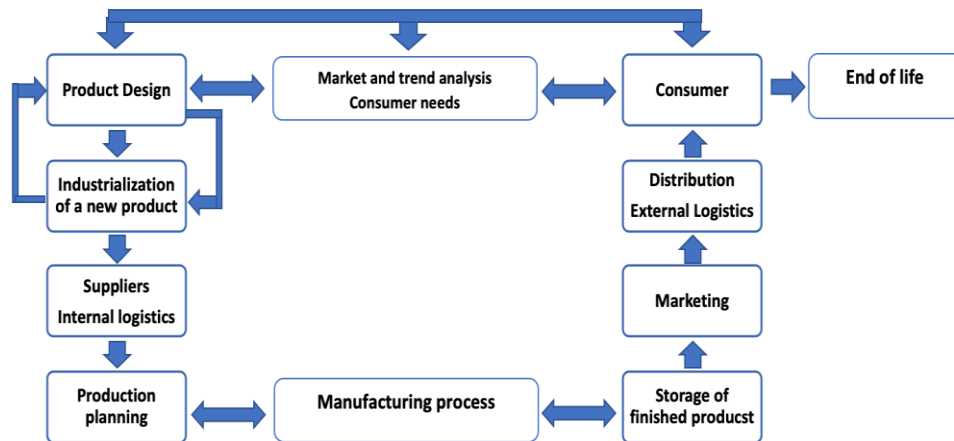 Product Design
Market and trend analysis
Consumer needs
Consumer
End of life
Industrialization
of a new product
Distribution
External Logistics
Suppliers
Internal logistics
Marketing
Production
planning
Manufacturing process
Storage of
finished producst